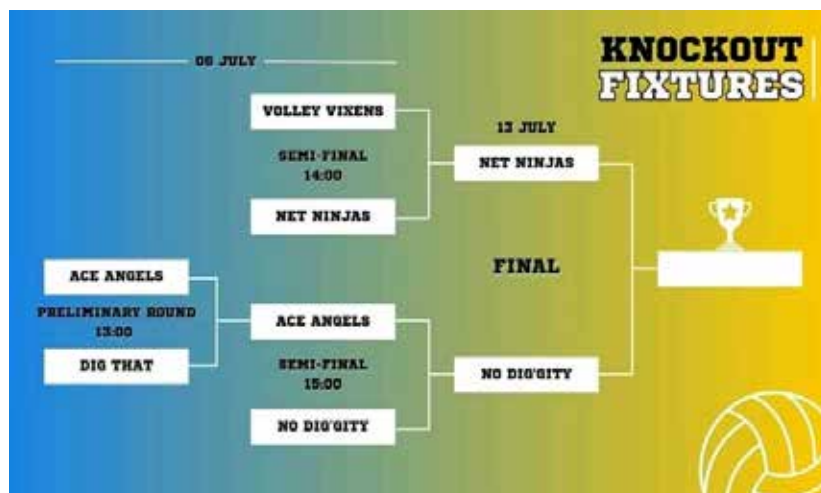 KNOCKOUT
FIXTURES
06 JULY
VOLLEY VIXENS
13 JULY
SEMI-FINAL
14:00
NET NINJAS
NET NINJAS
FINAL
ACE ANGELS
PRELIMINARY ROUND
13:00
ACE ANGELS
DIG THAT
SEMI-FINAL
15:00
NO DIG'GITY
NO DIG'GITY